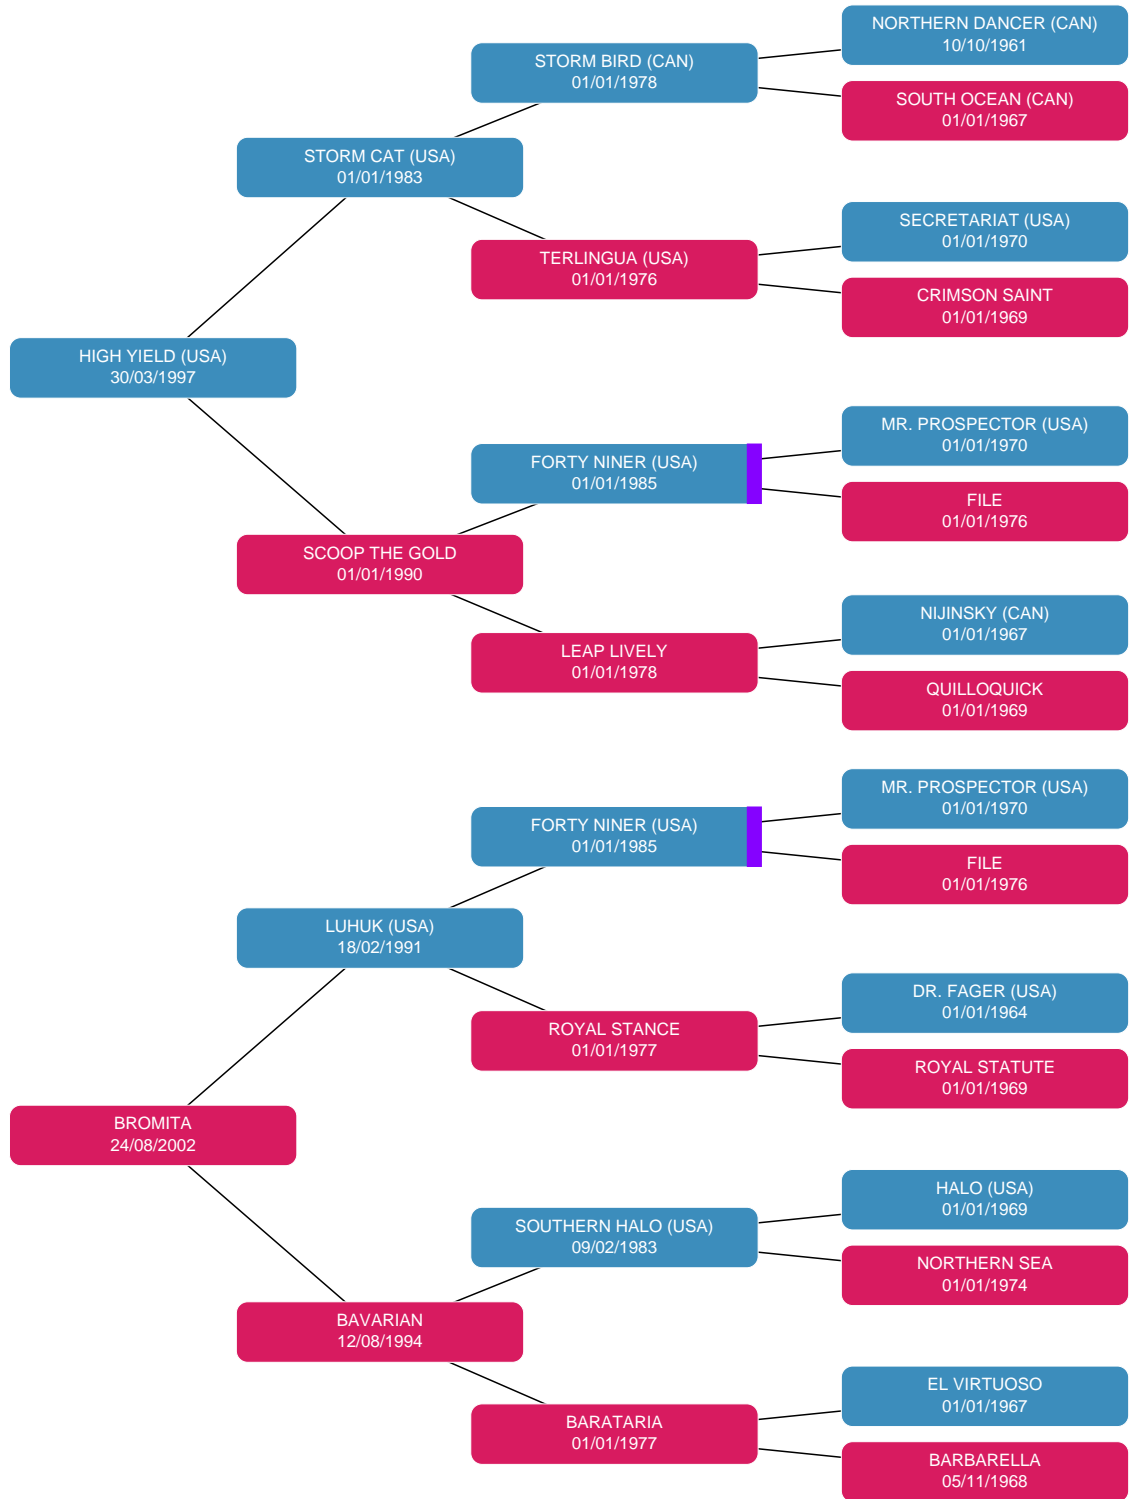 NORTHERN DANCER (CAN)
10/10/1961
STORM BIRD (CAN)
01/01/1978
SOUTH OCEAN (CAN)
01/01/1967
STORM CAT (USA)
01/01/1983
SECRETARIAT (USA)
01/01/1970
TERLINGUA (USA)
01/01/1976
CRIMSON SAINT
01/01/1969
HIGH YIELD (USA)
30/03/1997
MR. PROSPECTOR (USA)
01/01/1970
FORTY NINER (USA)
01/01/1985
FILE
01/01/1976
SCOOP THE GOLD
01/01/1990
NIJINSKY (CAN)
01/01/1967
LEAP LIVELY
01/01/1978
QUILLOQUICK
01/01/1969
MR. PROSPECTOR (USA)
01/01/1970
FORTY NINER (USA)
01/01/1985
FILE
01/01/1976
LUHUK (USA)
18/02/1991
DR. FAGER (USA)
01/01/1964
ROYAL STANCE
01/01/1977
ROYAL STATUTE
01/01/1969
BROMITA
24/08/2002
HALO (USA)
01/01/1969
SOUTHERN HALO (USA)
09/02/1983
NORTHERN SEA
01/01/1974
BAVARIAN
12/08/1994
EL VIRTUOSO
01/01/1967
BARATARIA
01/01/1977
BARBARELLA
05/11/1968